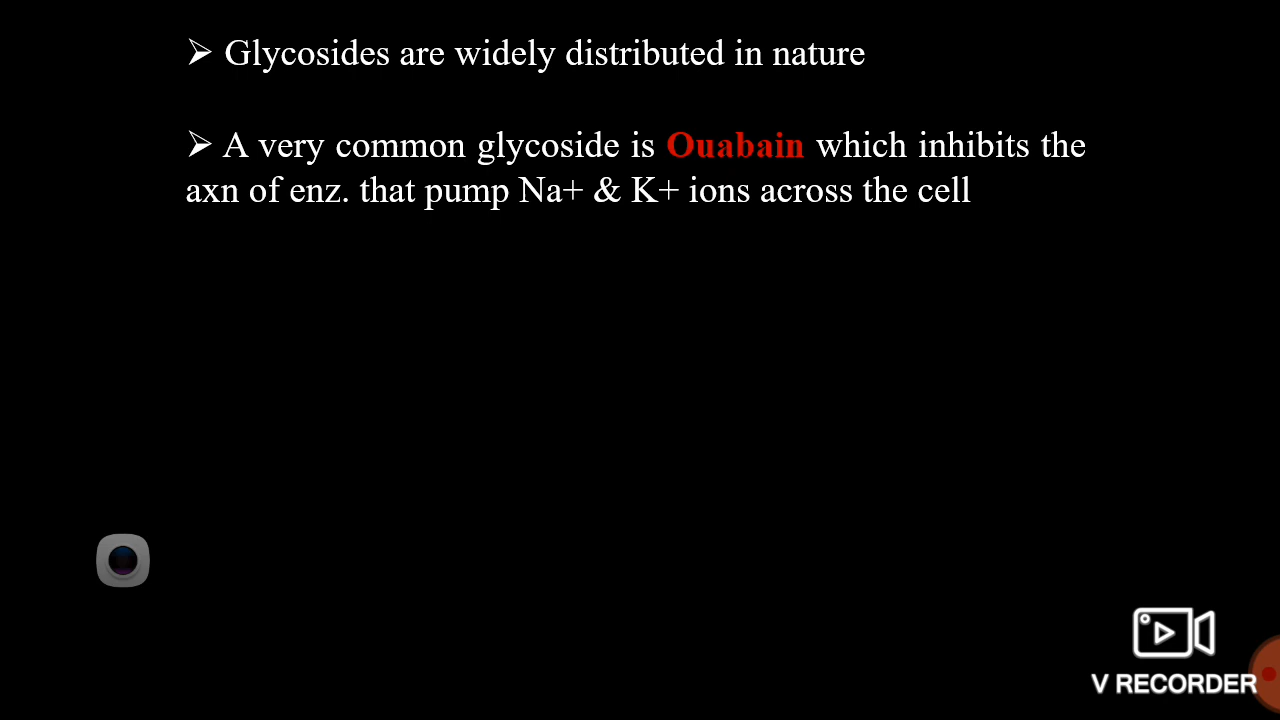 ➢ Glycosides are widely distributed in nature
➢ A very common glycoside is Ouabain which inhibits the
axn of enz. that pump Na+ & K+ ions across the cell
V RECORDER